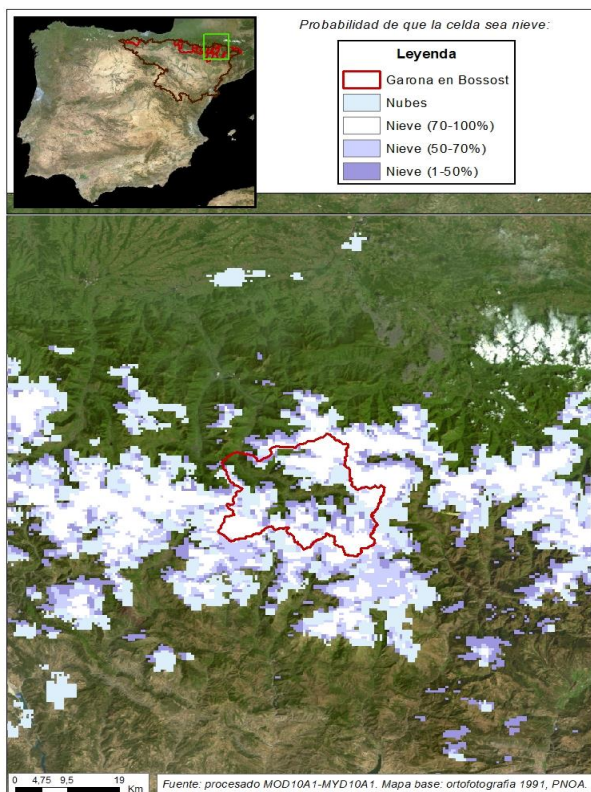 Probabilidad de que la celda sea nieve:
Leyenda
Garona en Bossost
Nubes
Nieve (70-100%)
Nieve (50-70%)
Nieve (1-50%)
0 4,75 9,5 19
Km
Fuente: procesado MOD10A1-MYD10A1. Mapa base: ortofotografía 1991, PNOA.